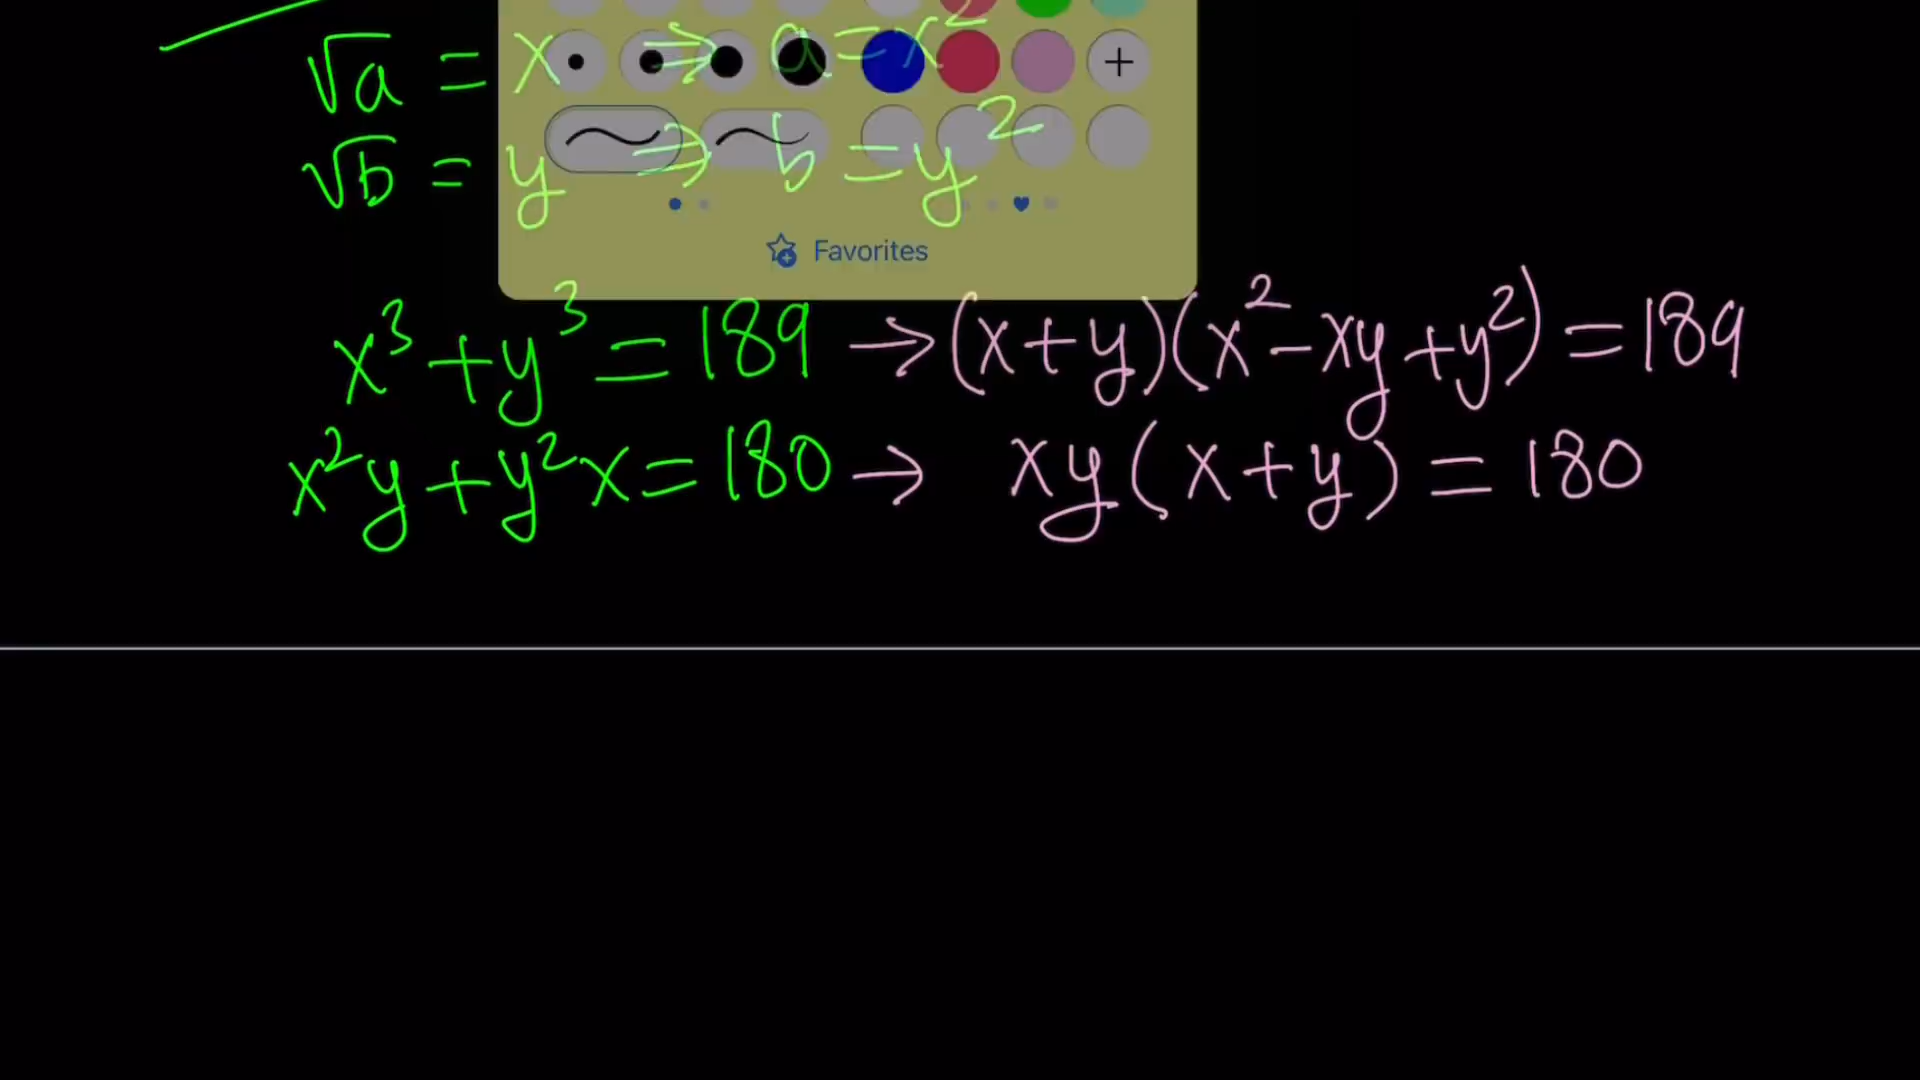 √a = x ⇒ a = x²
√b = y ⇒ b = y²
Favorites
x³ + y³ = 189 → (x + y)(x² - xy + y²) = 189
x²y + y²x = 180 → xy(x + y) = 180